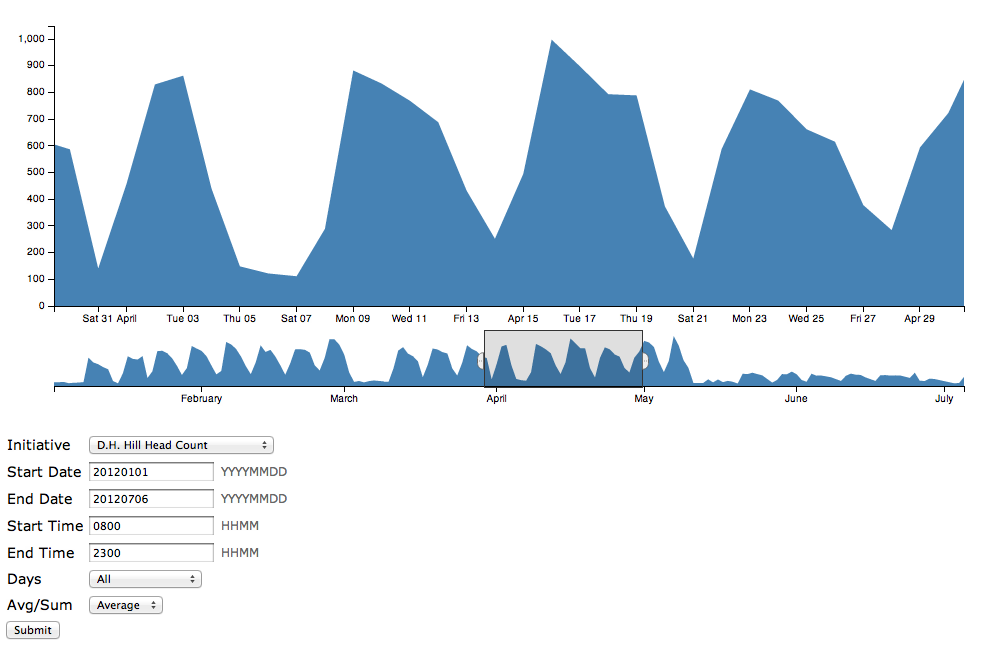 1,000
900
800
700
600
500
400
300
200
100
0
Sat 31 April Tue 03 Thu 05 Sat 07 Mon 09 Wed 11 Fri 13 Apr 15 Tue 17 Thu 19 Sat 21 Mon 23 Wed 25 Fri 27 Apr 29
February March April May June July
Initiative D.H. Hill Head Count
Start Date 20120101 YYYYMMDD
End Date 20120706 YYYYMMDD
Start Time 0800 HHMM
End Time 2300 HHMM
Days All
Avg/Sum Average
Submit